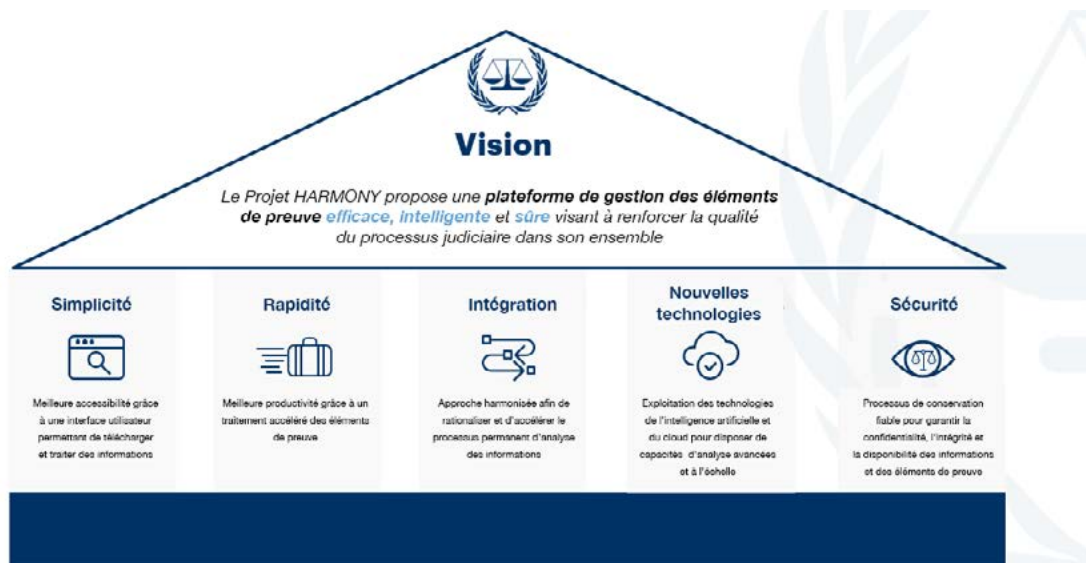 Vision
Le Projet HARMONY propose une plateforme de gestion des éléments
de preuve efficace, intelligente et sûre visant à renforcer la qualité
du processus judiciaire dans son ensemble
Simplicité
Meilleure accessibilité grâce
à une interface utilisateur
permettant de télécharger
et traiter des informations
Rapidité
Meilleure productivité grâce à un
traitement accéléré des éléments
de preuve
Intégration
Approche harmonisée afin de
rationaliser et d'accélérer le
processus permanent d'analyse
des informations
Nouvelles
technologies
Exploitation des technologies
de l'intelligence artificielle et
du cloud pour disposer de
capacités d'analyse avancées
et à l'échelle
Sécurité
Processus de conservation
fiable pour garantir la
confidentialité, l'intégrité et
la disponibilité des informations
et des éléments de preuve